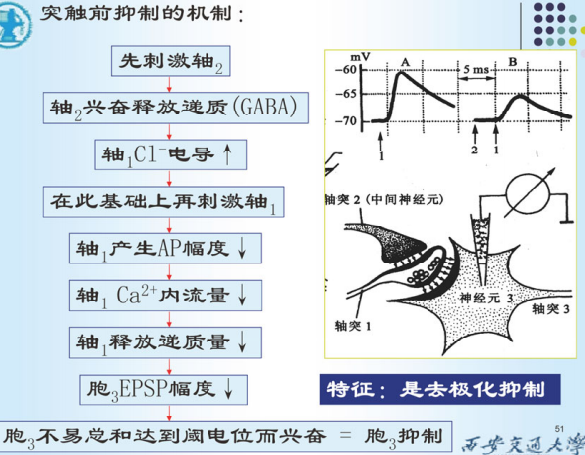 突触前抑制的机制:
先刺激轴2
轴2兴奋释放递质(GABA)
轴1Cl⁻电导↑
在此基础上再刺激轴1
轴1产生AP幅度↓
轴1 Ca²⁺内流量↓
轴1释放递质量↓
胞3EPSP幅度↓
胞3不易总和达到阈电位而兴奋 = 胞3抑制
mV
A
5 ms
B
-60
-65
-70
1
2
1
轴突 2 (中间神经元)
神经元 3
轴突 3
轴突 1
特征: 是去极化抑制
51
西安交通大学